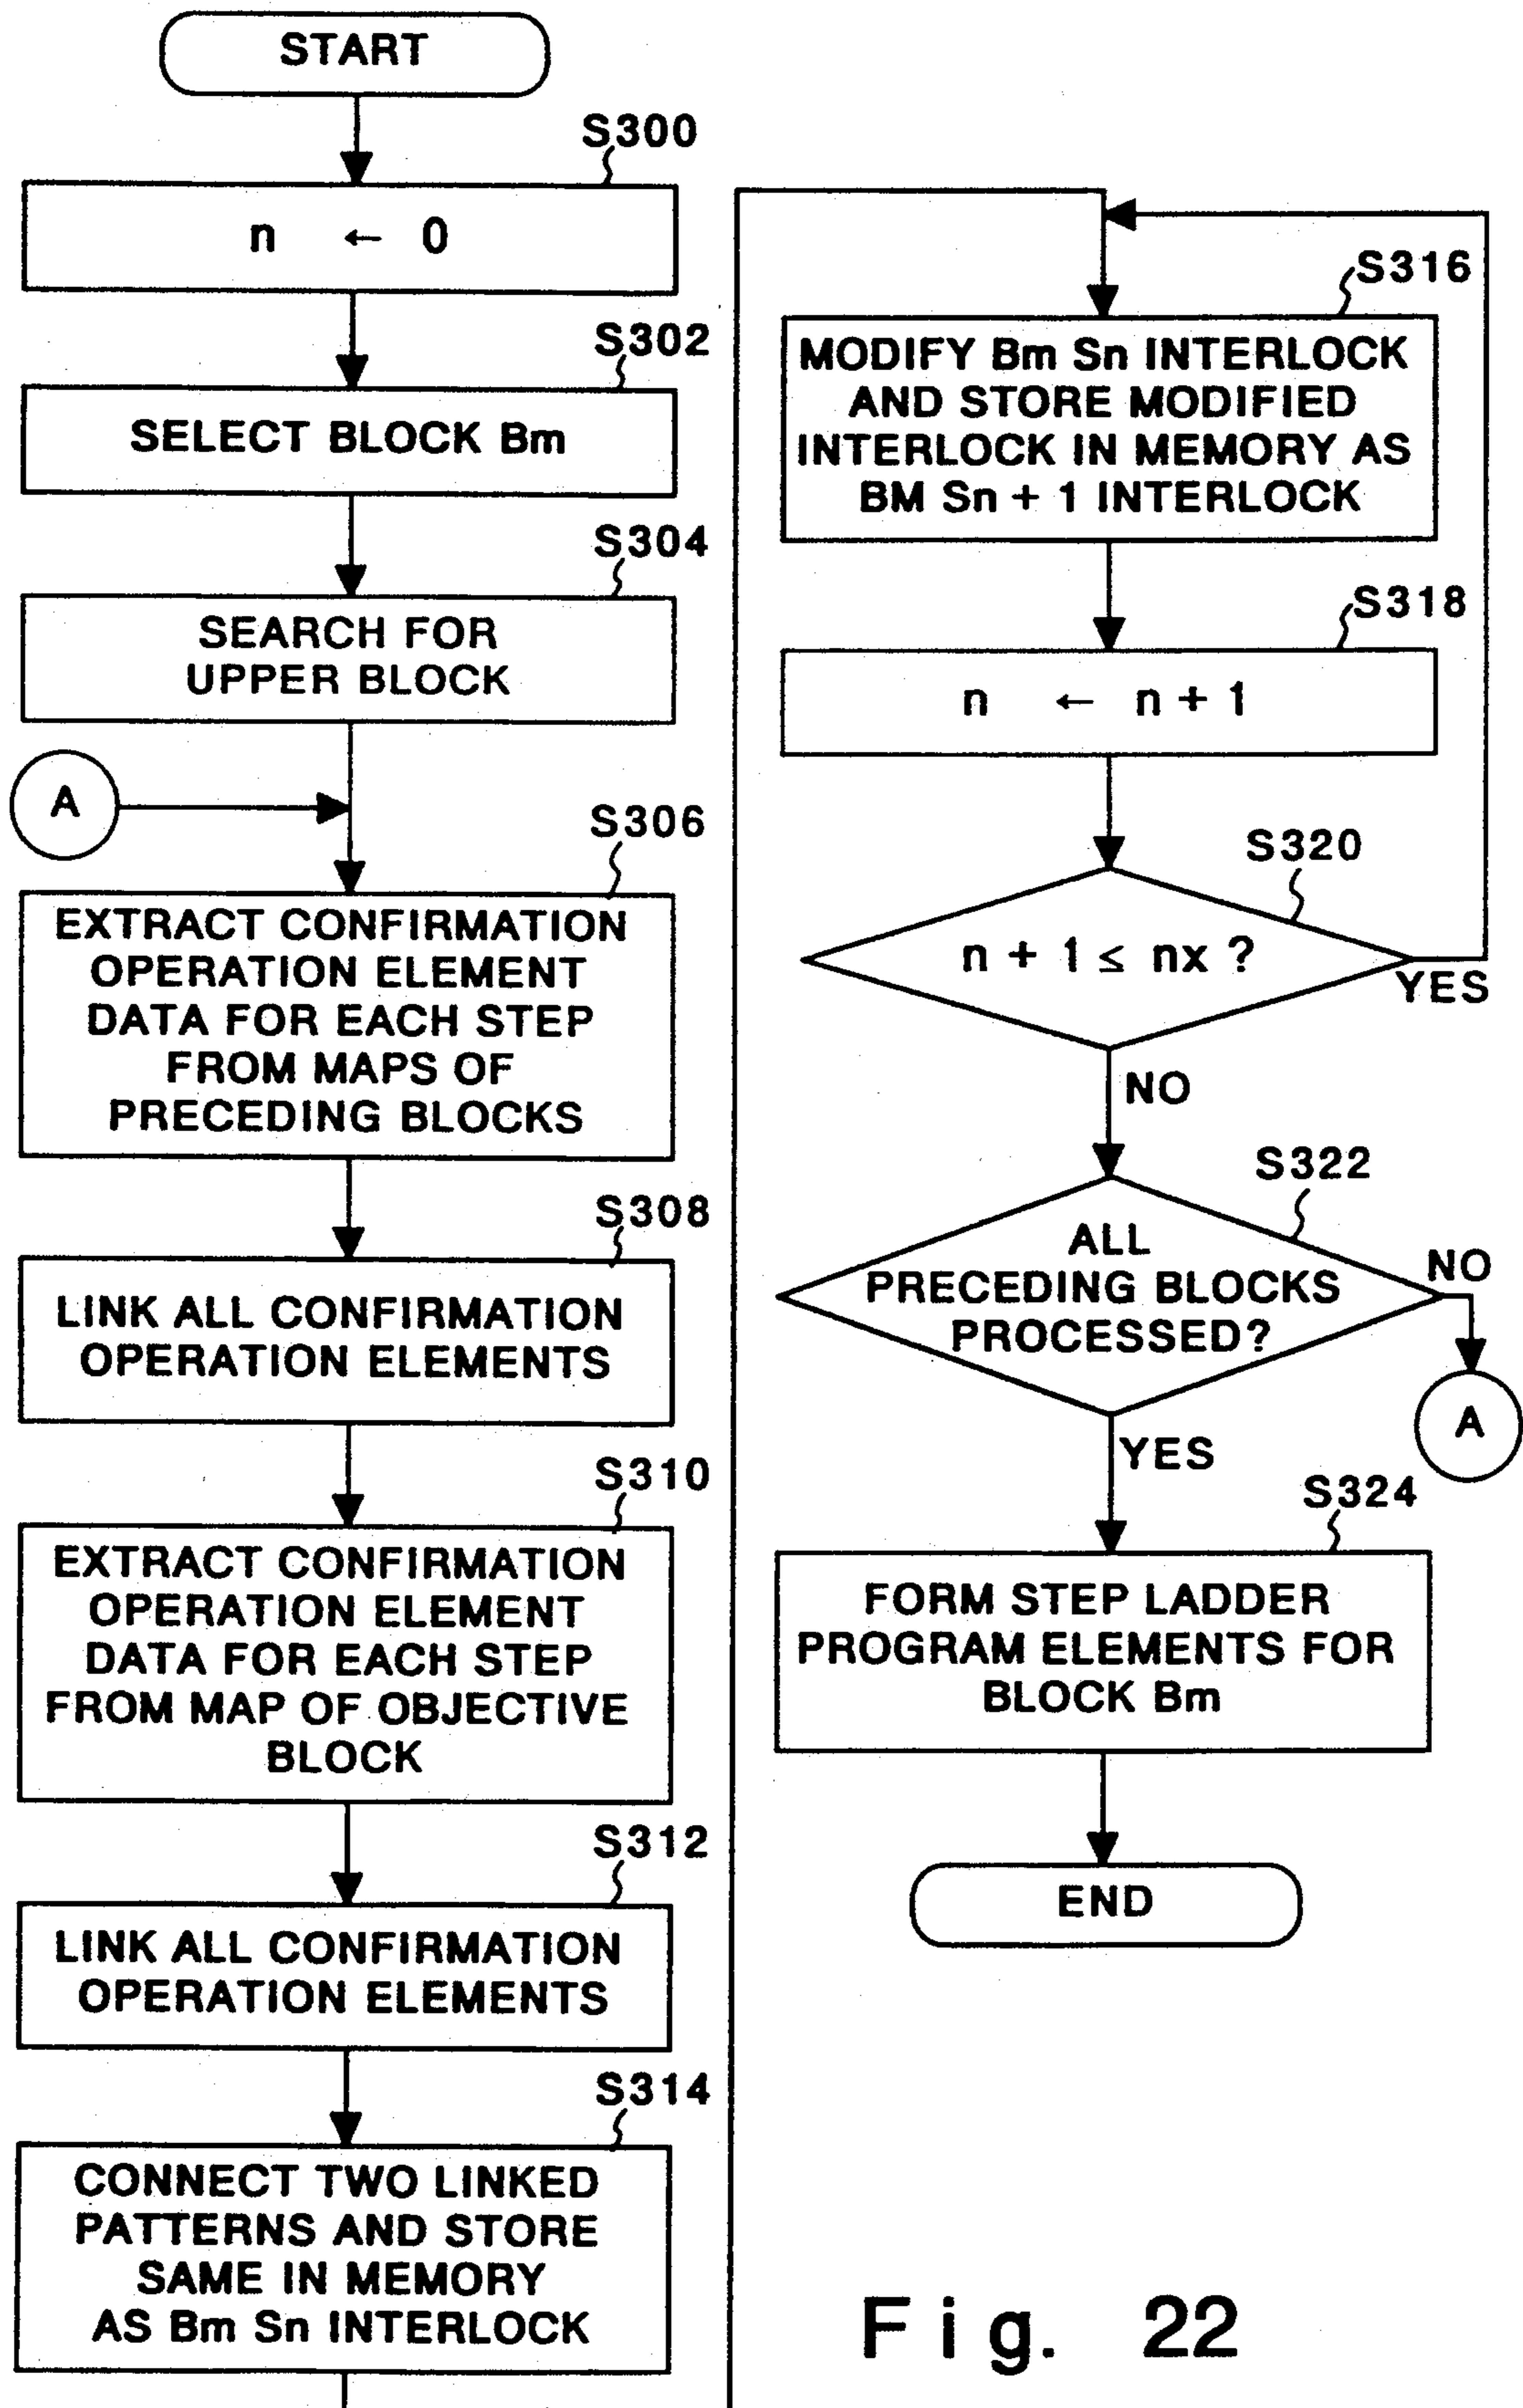 START
S300
n ← 0
S302
SELECT BLOCK Bm
S304
SEARCH FOR
UPPER BLOCK
A
S306
EXTRACT CONFIRMATION
OPERATION ELEMENT
DATA FOR EACH STEP
FROM MAPS OF
PRECEDING BLOCKS
S308
LINK ALL CONFIRMATION
OPERATION ELEMENTS
S310
EXTRACT CONFIRMATION
OPERATION ELEMENT
DATA FOR EACH STEP
FROM MAP OF OBJECTIVE
BLOCK
S312
LINK ALL CONFIRMATION
OPERATION ELEMENTS
S314
CONNECT TWO LINKED
PATTERNS AND STORE
SAME IN MEMORY
AS Bm Sn INTERLOCK
S316
MODIFY Bm Sn INTERLOCK
AND STORE MODIFIED
INTERLOCK IN MEMORY AS
BM Sn + 1 INTERLOCK
S318
n ← n + 1
S320
n + 1 ≤ nx ?
YES
NO
S322
ALL
PRECEDING BLOCKS
PROCESSED?
NO
A
YES
S324
FORM STEP LADDER
PROGRAM ELEMENTS FOR
BLOCK Bm
END
Fig. 22